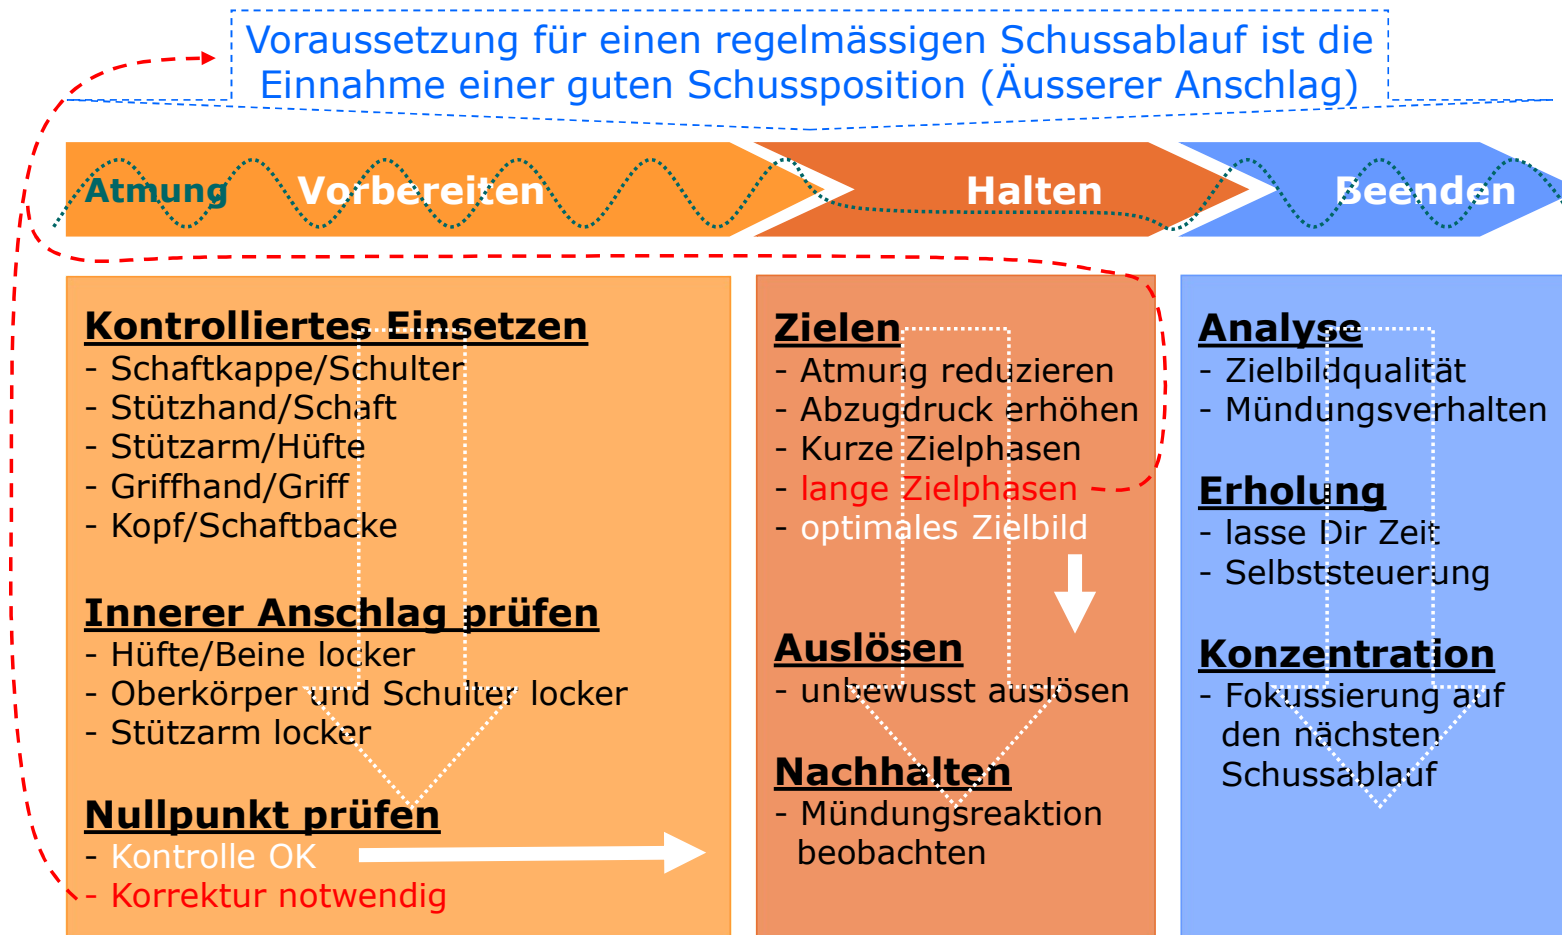 Voraussetzung für einen regelmässigen Schussablauf ist die
Einnahme einer guten Schussposition (Äusserer Anschlag)
Atmung
Vorbereiten
Halten
Beenden
Kontrolliertes Einsetzen
- Schaftkappe/Schulter
- Stützhand/Schaft
- Stützarm/Hüfte
- Griffhand/Griff
- Kopf/Schaftbacke
Innerer Anschlag prüfen
- Hüfte/Beine locker
- Oberkörper und Schulter locker
- Stützarm locker
Nullpunkt prüfen
- Kontrolle OK
- Korrektur notwendig
Zielen
- Atmung reduzieren
- Abzugdruck erhöhen
- Kurze Zielphasen
- lange Zielphasen
- optimales Zielbild
Auslösen
- unbewusst auslösen
Nachhalten
- Mündungsreaktion
beobachten
Analyse
- Zielbildqualität
- Mündungsverhalten
Erholung
- lasse Dir Zeit
- Selbststeuerung
Konzentration
- Fokussierung auf
den nächsten
Schussablauf